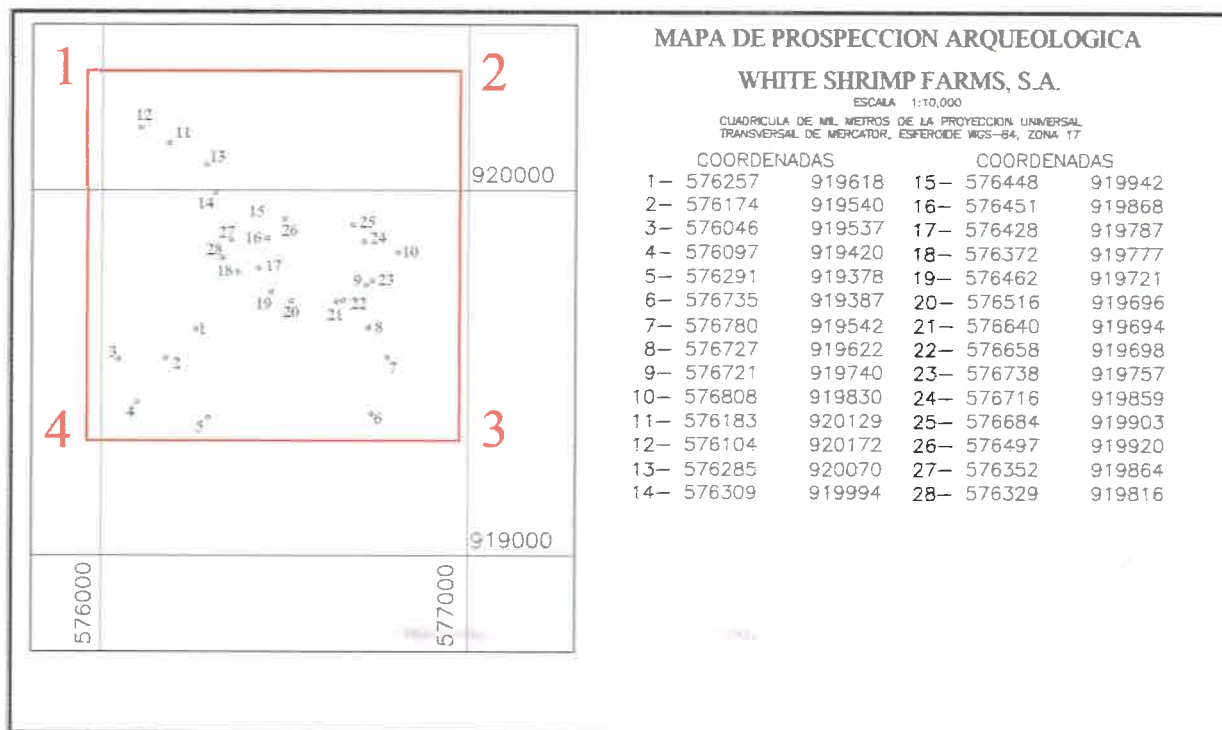 1
2
12
11
13
920000
14
15
25
27
26
24
16
28
10
18
17
9
23
19
20
21
22
1
8
3
2
7
4
5
6
4
3
919000
576000
577000
MAPA DE PROSPECCION ARQUEOLOGICA
WHITE SHRIMP FARMS, S.A.
ESCALA 1:10,000
CUADRICULA DE MIL METROS DE LA PROYECCION UNIVERSAL
TRANSVERSAL DE MERCATOR, ESFEROIDE WGS-84, ZONA 17
COORDENADAS COORDENADAS
1- 576257 919618 15- 576448 919942
2- 576174 919540 16- 576451 919868
3- 576046 919537 17- 576428 919787
4- 576097 919420 18- 576372 919777
5- 576291 919378 19- 576462 919721
6- 576735 919387 20- 576516 919696
7- 576780 919542 21- 576640 919694
8- 576727 919622 22- 576658 919698
9- 576721 919740 23- 576738 919757
10- 576808 919830 24- 576716 919859
11- 576183 920129 25- 576684 919903
12- 576104 920172 26- 576497 919920
13- 576285 920070 27- 576352 919864
14- 576309 919994 28- 576329 919816